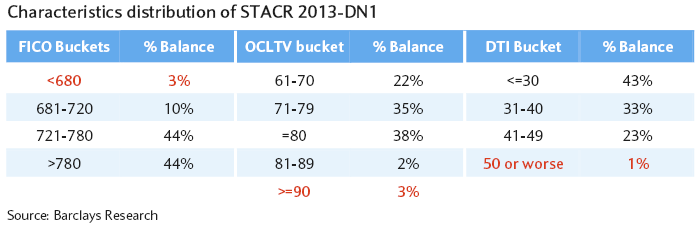 Characteristics distribution of STACR 2013-DN1
FICO Buckets % Balance OCLTV bucket % Balance DTI Bucket % Balance
<680 3% 61-70 22% <=30 43%
681-720 10% 71-79 35% 31-40 33%
721-780 44% =80 38% 41-49 23%
>780 44% 81-89 2% 50 or worse 1%
>=90 3%
Source: Barclays Research